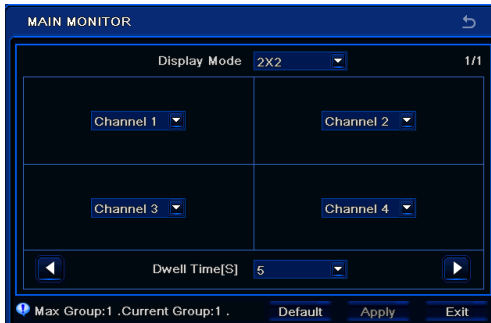 MAIN MONITOR
Display Mode 2X2 1/1
Channel 1 Channel 2
Channel 3 Channel 4
Dwell Time[S] 5
Max Group:1 .Current Group:1 . Default Apply Exit